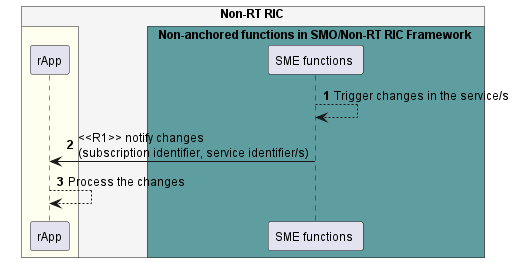 Non-RT RIC
Non-anchored functions in SMO/Non-RT RIC Framework
rApp
SME functions
1 Trigger changes in the service/s
<<R1>> notify changes
2
(subscription identifier, service identifier/s)
3 Process the changes
rApp
SME functions